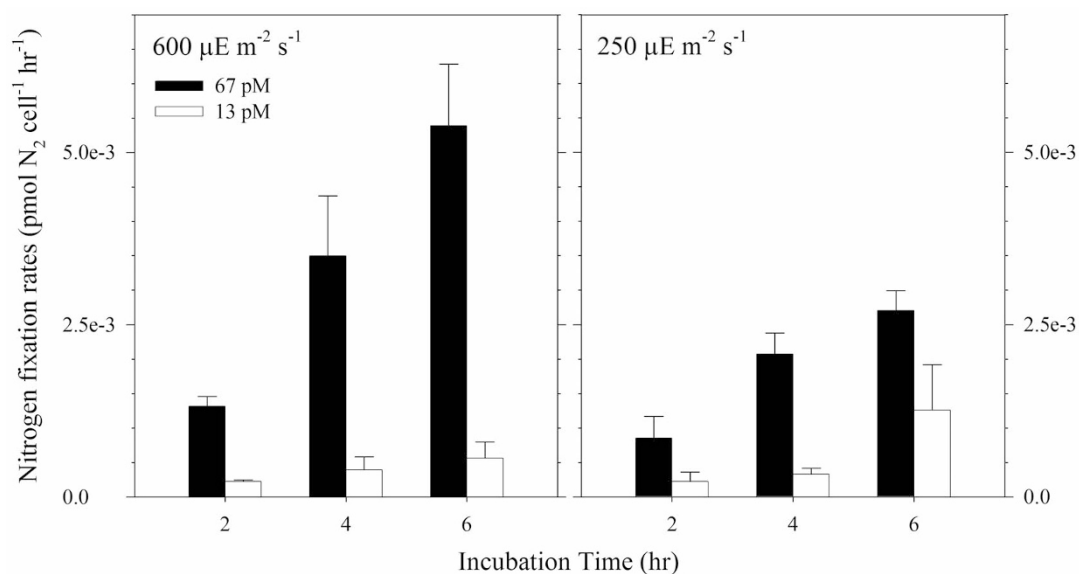 Nitrogen fixation rates (pmol N₂ cell⁻¹ hr⁻¹)
600 µE m⁻² s⁻¹
67 pM
13 pM
5.0e-3
2.5e-3
0.0
2
4
6
250 µE m⁻² s⁻¹
5.0e-3
2.5e-3
0.0
2
4
6
Incubation Time (hr)